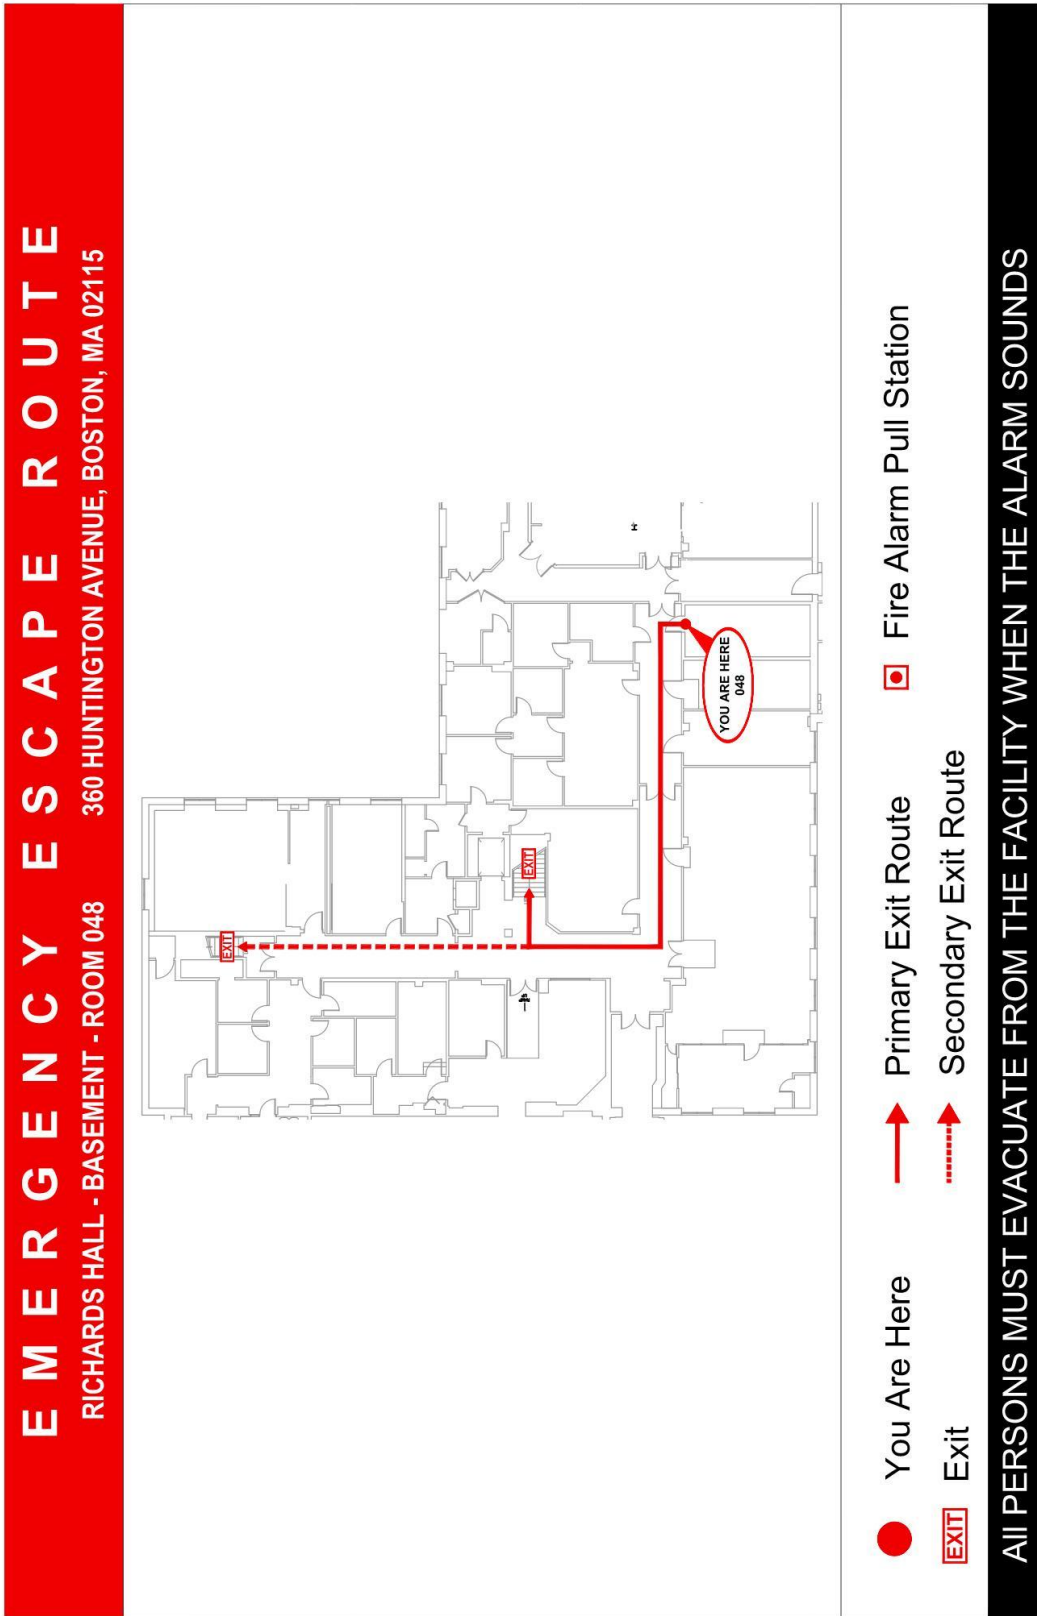 EMERGENCY ESCAPE ROUTE
RICHARDS HALL - BASEMENT - ROOM 048 360 HUNTINGTON AVENUE, BOSTON, MA 02115
EXIT
EXIT
YOU ARE HERE
048
H
You Are Here
Primary Exit Route
Fire Alarm Pull Station
EXIT Exit
Secondary Exit Route
All PERSONS MUST EVACUATE FROM THE FACILITY WHEN THE ALARM SOUNDS